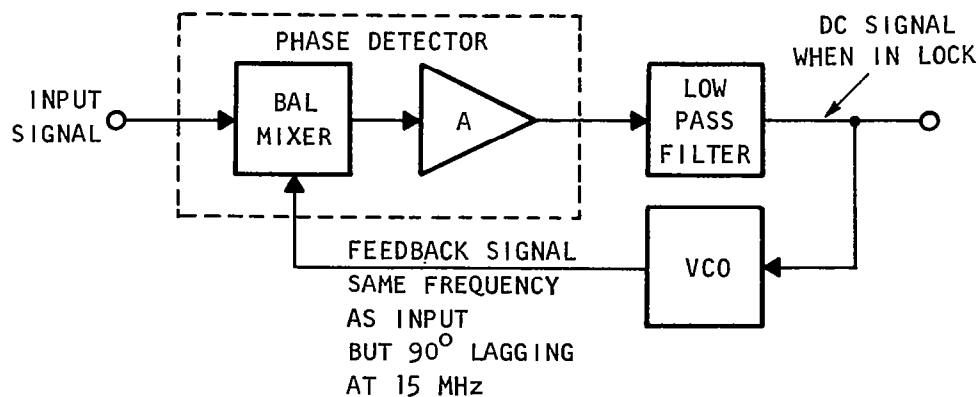 DC SIGNAL
WHEN IN LOCK
PHASE DETECTOR
INPUT
SIGNAL
BAL
MIXER
A
LOW
PASS
FILTER
FEEDBACK SIGNAL
SAME FREQUENCY
AS INPUT
BUT 90° LAGGING
AT 15 MHz
VCO